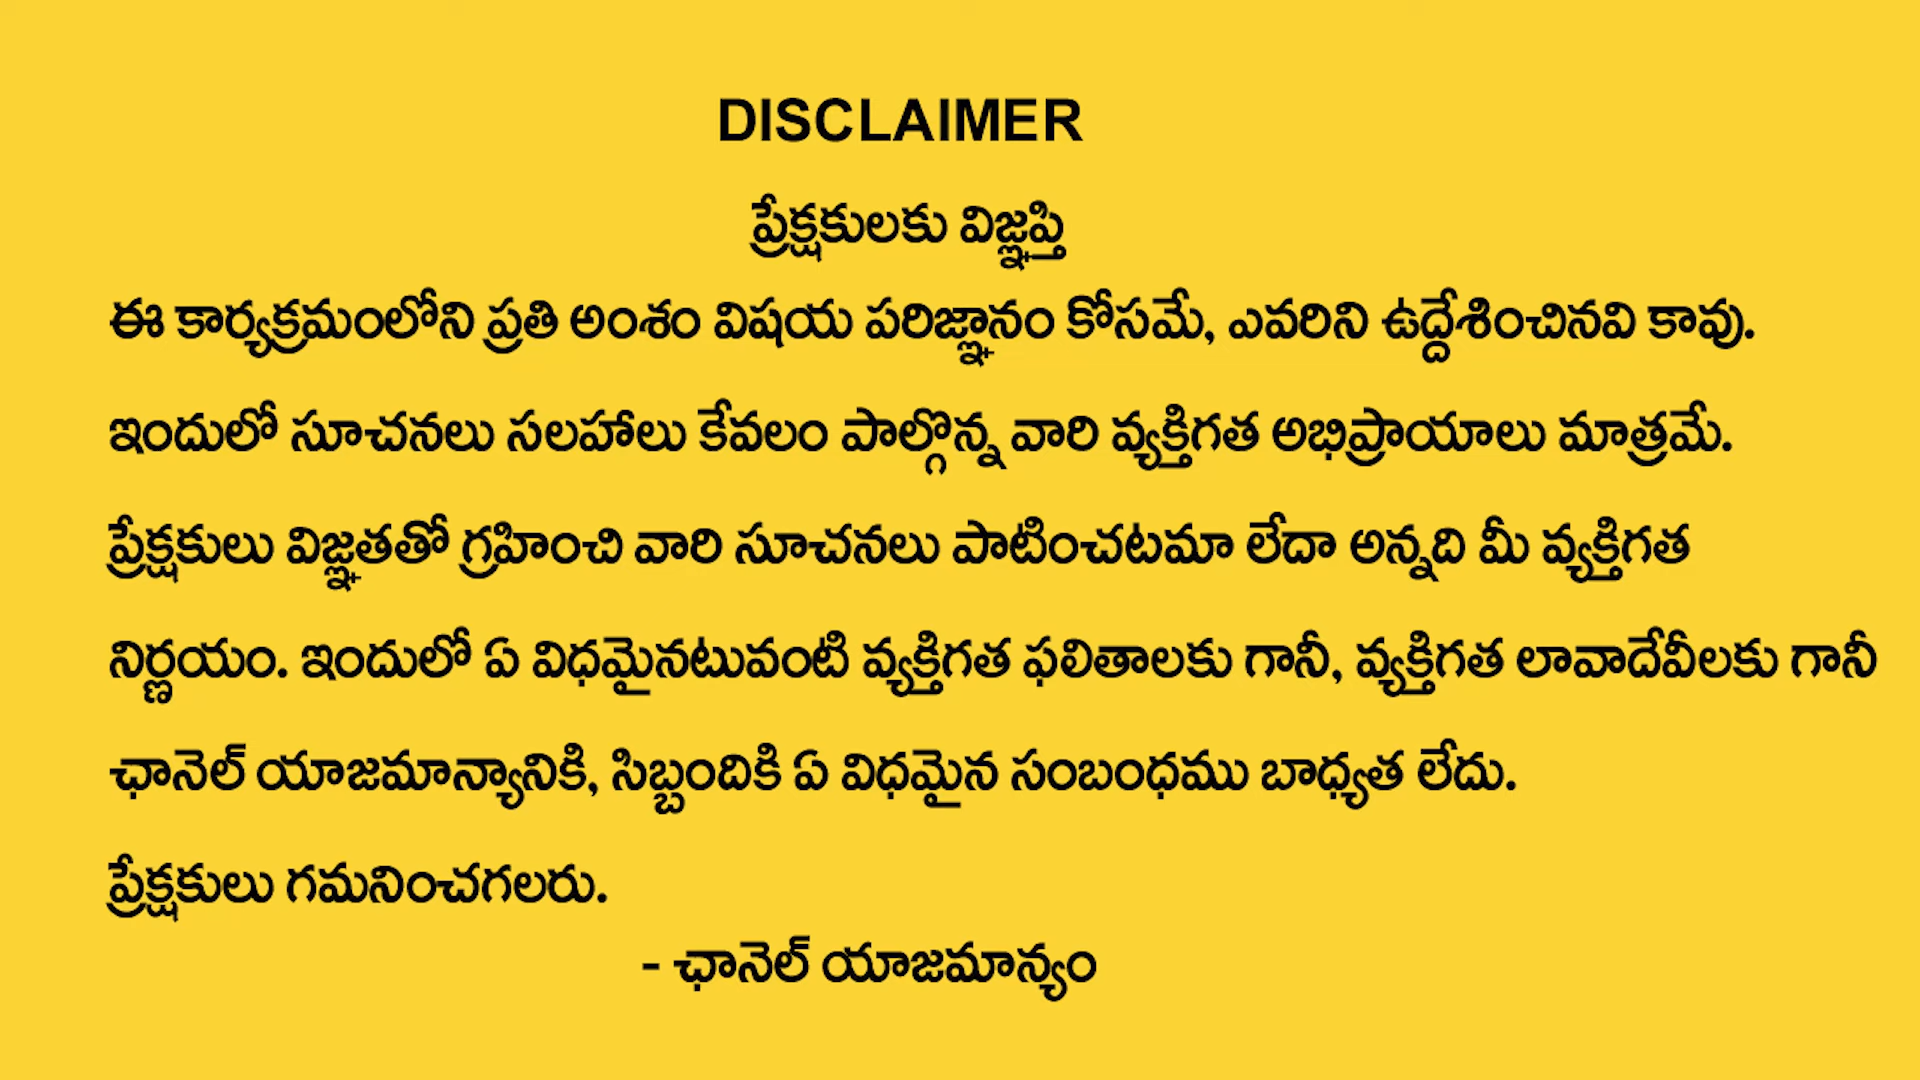 DISCLAIMER
ప్రేక్షకులకు విజ్ఞప్తి
ఈ కార్యక్రమంలోని ప్రతి అంశం విషయ పరిజ్ఞానం కోసమే, ఎవరిని ఉద్దేశించినవి కావు.
ఇందులో సూచనలు సలహాలు కేవలం పాల్గొన్న వారి వ్యక్తిగత అభిప్రాయాలు మాత్రమే.
ప్రేక్షకులు విజ్ఞతతో గ్రహించి వారి సూచనలు పాటించటమా లేదా అన్నది మీ వ్యక్తిగత
నిర్ణయం. ఇందులో ఏ విధమైనటువంటి వ్యక్తిగత ఫలితాలకు గానీ, వ్యక్తిగత లావాదేవీలకు గానీ
ఛానెల్ యాజమాన్యానికి, సిబ్బందికి ఏ విధమైన సంబంధము బాధ్యత లేదు.
ప్రేక్షకులు గమనించగలరు.
- ఛానెల్ యాజమాన్యం